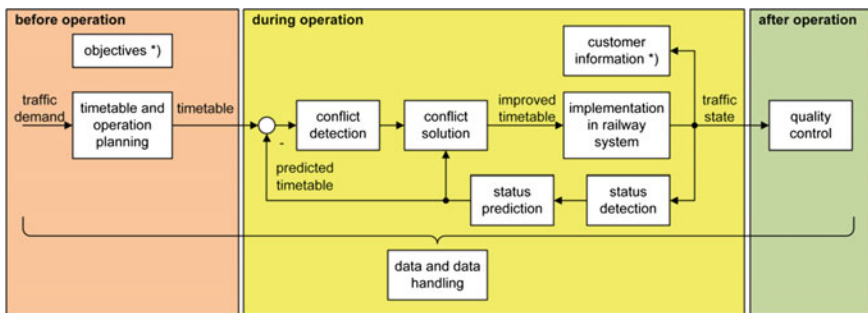 before operation
during operation
after operation
objectives *)
customer
information *)
traffic
demand
timetable and
operation
planning
timetable
-
conflict
detection
conflict
solution
improved
timetable
implementation
in railway
system
traffic
state
quality
control
predicted
timetable
status
prediction
status
detection
data and data
handling